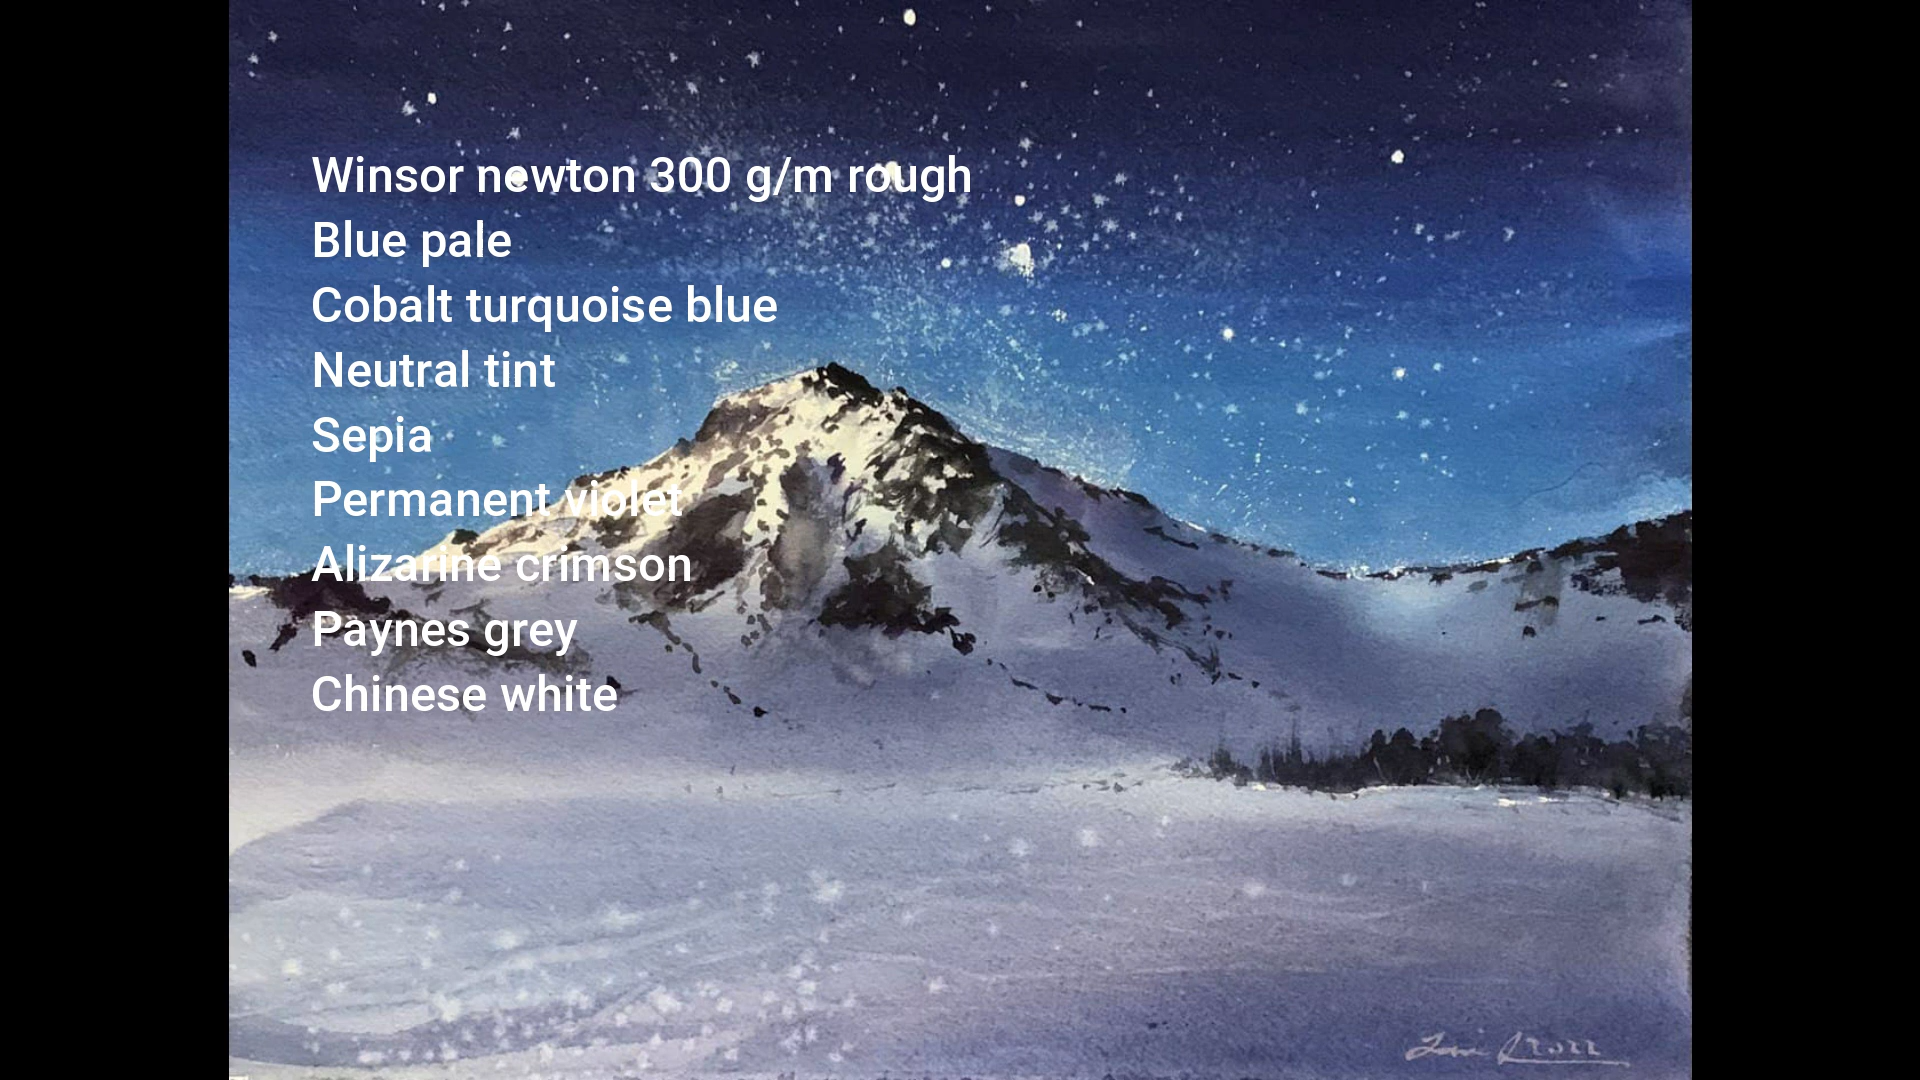 Winsor newton 300 g/m rough
Blue pale
Cobalt turquoise blue
Neutral tint
Sepia
Permanent violet
Alizarine crimson
Paynes grey
Chinese white
2022